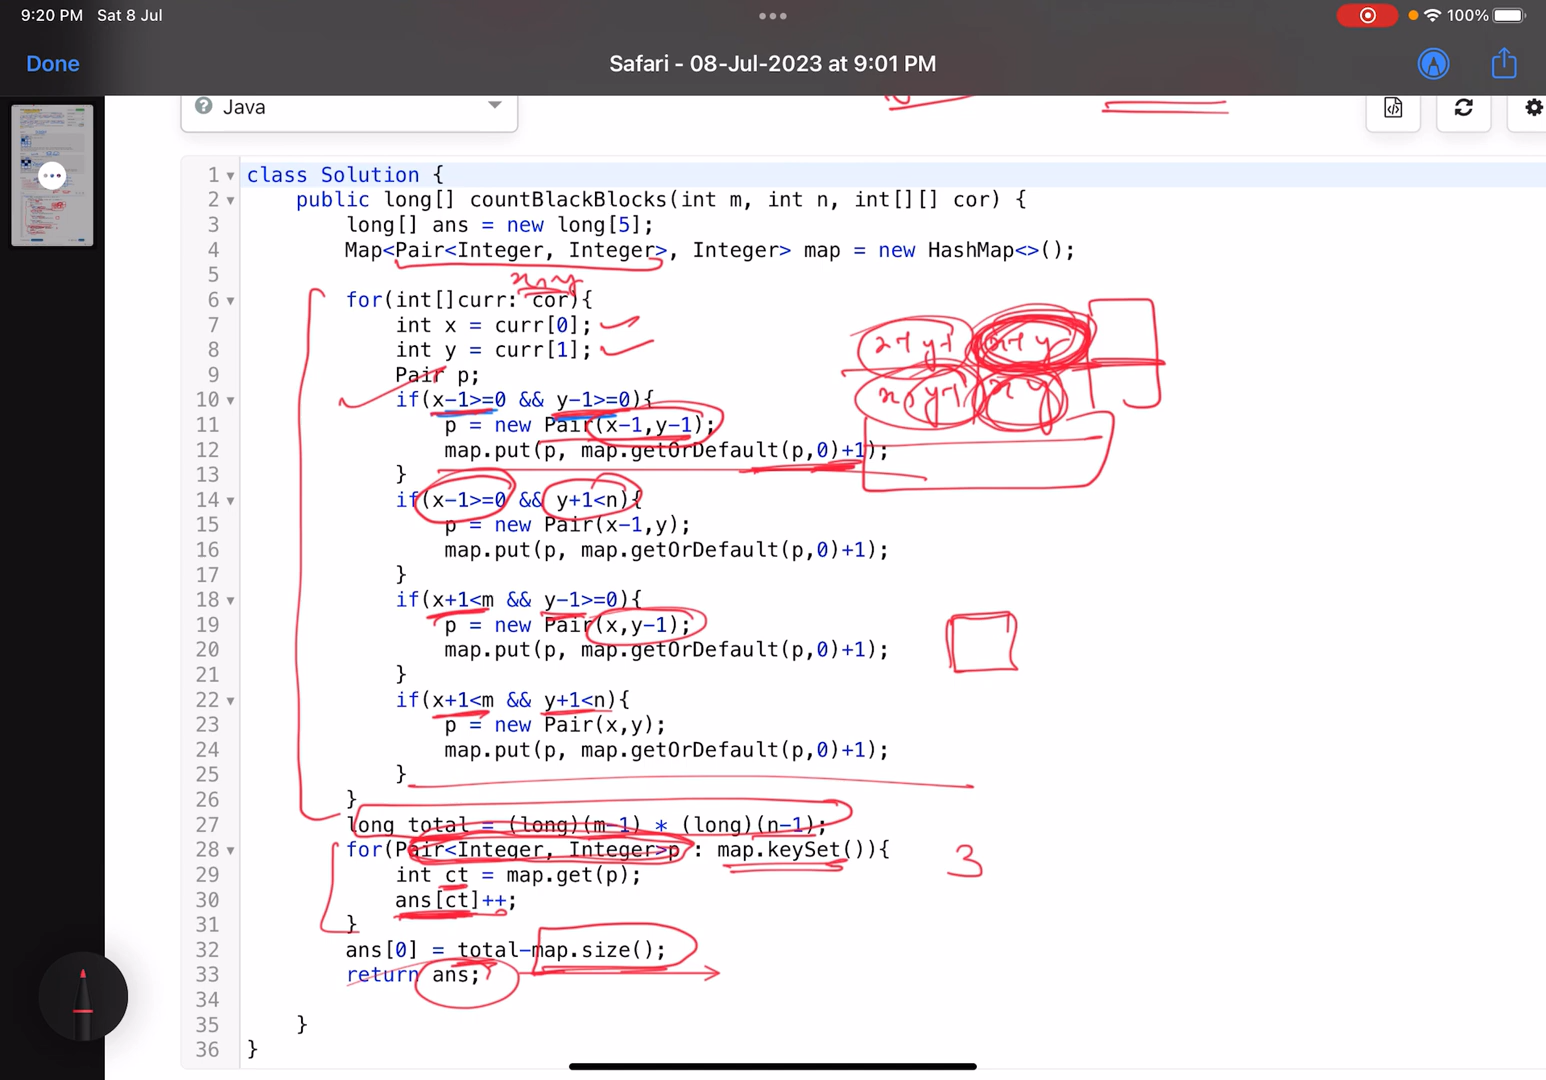 9:20 PM Sat 8 Jul
100%
Done
Safari - 08-Jul-2023 at 9:01 PM
Java
1 class Solution {
2 public long[] countBlackBlocks(int m, int n, int[][] cor) {
3 long[] ans = new long[5];
4 Map<Pair<Integer, Integer>, Integer> map = new HashMap<>();
5
x, y
6 for(int[]curr: cor){
7 int x = curr[0];
8 int y = curr[1];
9 Pair p;
10 if(x-1>=0 && y-1>=0){
11 p = new Pair(x-1,y-1);
12 map.put(p, map.getOrDefault(p,0)+1);
13 }
14 if(x-1>=0 && y+1<n){
15 p = new Pair(x-1,y);
16 map.put(p, map.getOrDefault(p,0)+1);
17 }
18 if(x+1<m && y-1>=0){
19 p = new Pair(x,y-1);
20 map.put(p, map.getOrDefault(p,0)+1);
21 }
22 if(x+1<m && y+1<n){
23 p = new Pair(x,y);
24 map.put(p, map.getOrDefault(p,0)+1);
25 }
26 }
27 long total = (long)(m-1) * (long)(n-1);
28 for(Pair<Integer, Integer>p : map.keySet()){
3
29 int ct = map.get(p);
30 ans[ct]++;
31 }
32 ans[0] = total-map.size();
33 return ans;
34
35 }
36 }